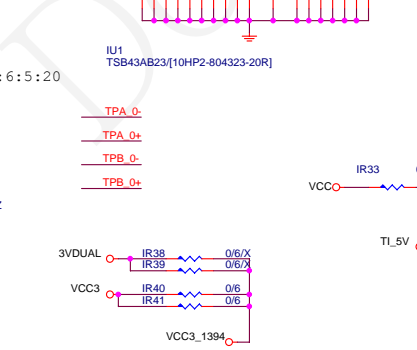 IU1
TSB43AB23/[10HP2-804323-20R]
:6:5:20
TPA_0-
TPA_0+
TPB_0-
TPB_0+
IR33
VCC
TI_5V
3VDUAL
IR38 0/6/X
IR39 0/6/X
VCC3
IR40 0/6
IR41 0/6
VCC3_1394